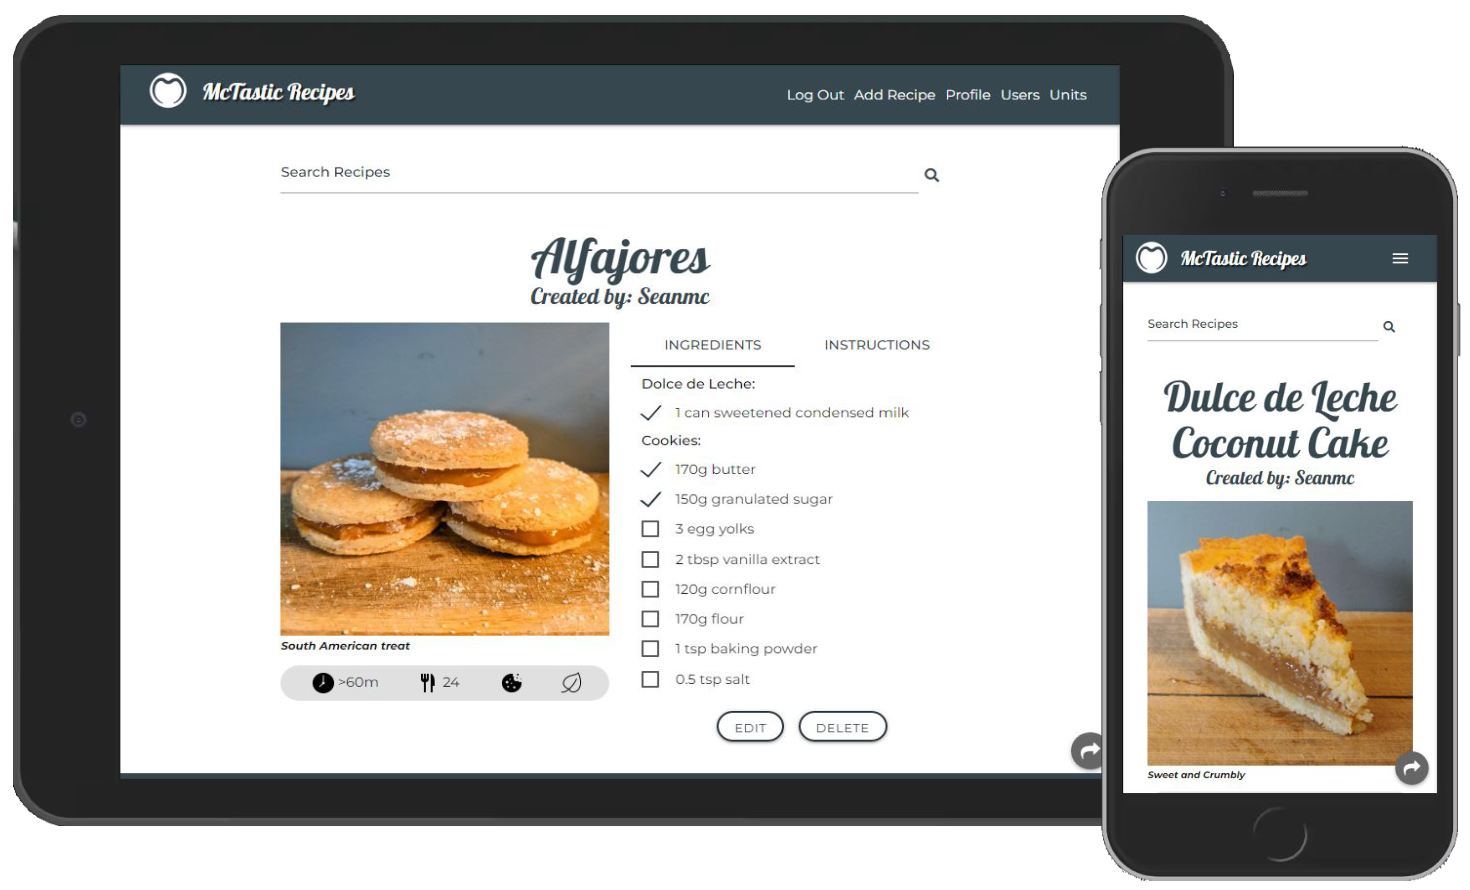 McTastic Recipes
Log Out Add Recipe Profile Users Units
Search Recipes
Alfajores
Created by: Seanmc
INGREDIENTS INSTRUCTIONS
Dolce de Leche:
1 can sweetened condensed milk
Cookies:
170g butter
150g granulated sugar
3 egg yolks
2 tbsp vanilla extract
120g cornflour
170g flour
1 tsp baking powder
0.5 tsp salt
South American treat
>60m 24
EDIT DELETE
McTastic Recipes
Search Recipes
Dulce de Leche
Coconut Cake
Created by: Seanmc
Sweet and Crumbly